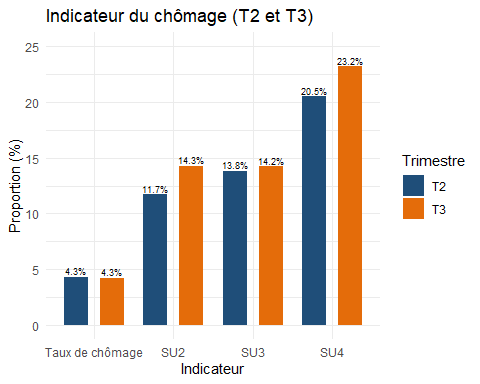 Indicateur du chômage (T2 et T3)
Proportion (%)
25
20
15
10
5
0
4.3%
4.3%
11.7%
14.3%
13.8%
14.2%
20.5%
23.2%
Taux de chômage
SU2
SU3
SU4
Indicateur
Trimestre
T2
T3